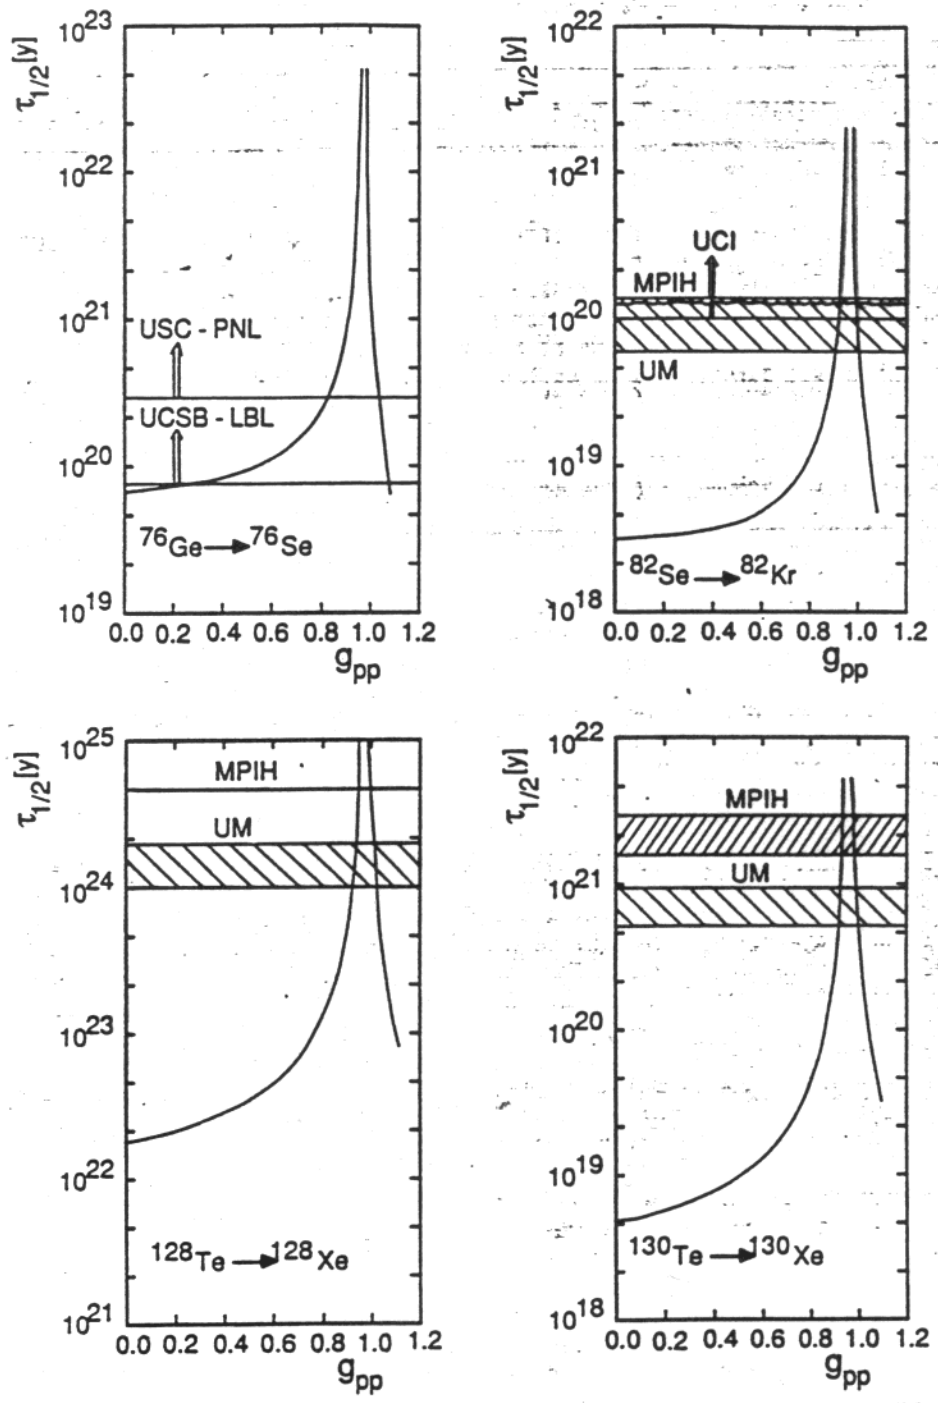 τ1/2[y]
10^23
10^22
10^21
USC - PNL
UCSB - LBL
10^20
76Ge → 76Se
10^19
0.0 0.2 0.4 0.6 0.8 1.0 1.2
gpp
τ1/2[y]
10^22
10^21
UCI
MPIH
10^20
UM
10^19
82Se → 82Kr
10^18
0.0 0.2 0.4 0.6 0.8 1.0 1.2
gpp
τ1/2[y]
10^25
MPIH
UM
10^24
10^23
10^22
128Te → 128Xe
10^21
0.0 0.2 0.4 0.6 0.8 1.0 1.2
gpp
τ1/2[y]
10^22
MPIH
10^21
UM
10^20
10^19
130Te → 130Xe
10^18
0.0 0.2 0.4 0.6 0.8 1.0 1.2
gpp